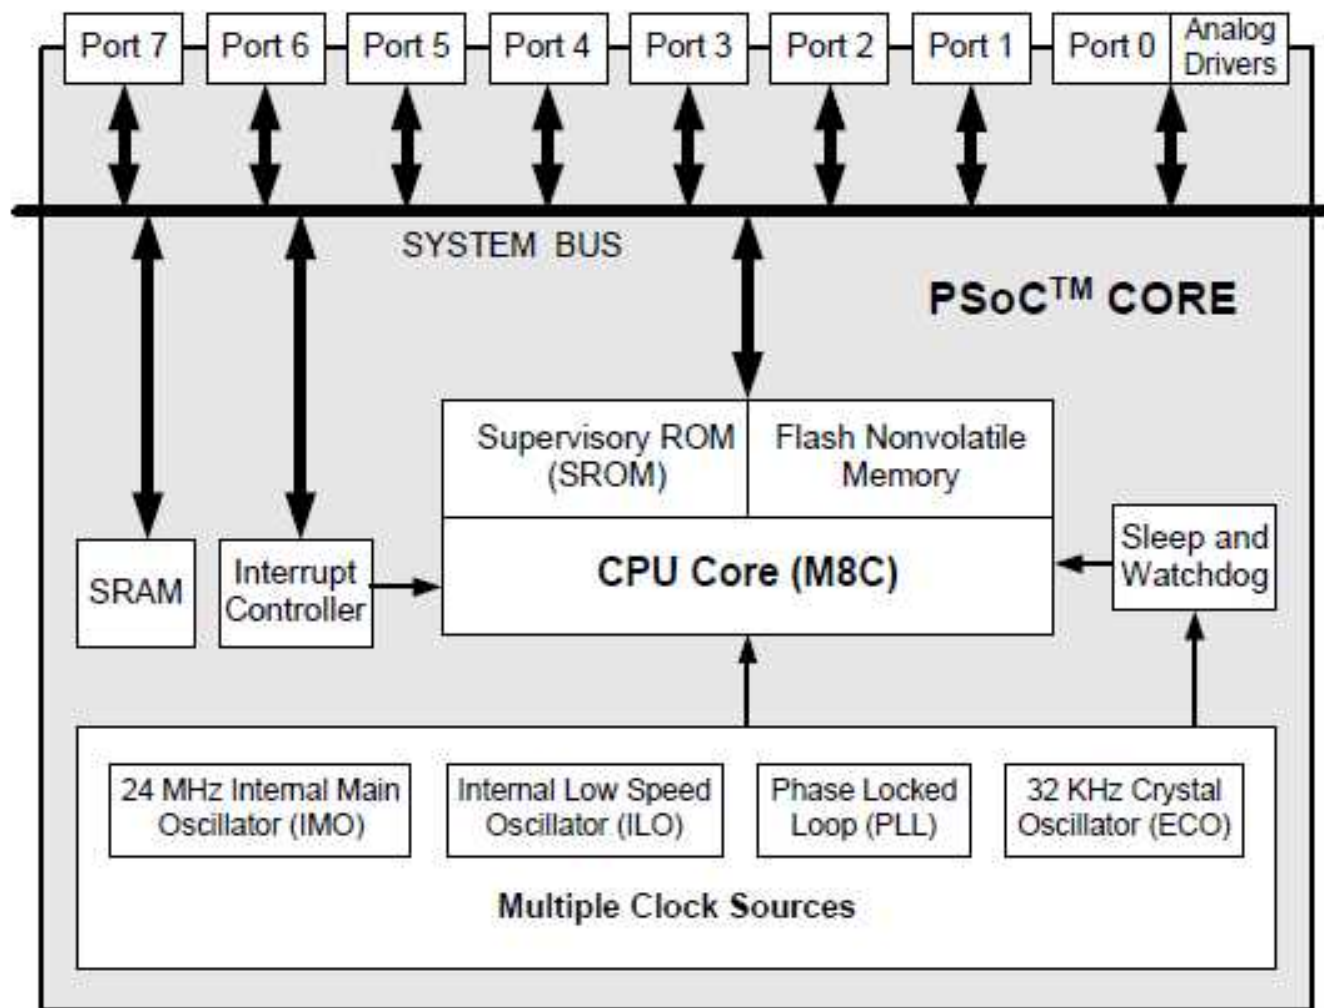 Port 7
Port 6
Port 5
Port 4
Port 3
Port 2
Port 1
Port 0
Analog
Drivers
SYSTEM BUS
PSoC™ CORE
Supervisory ROM
(SROM)
Flash Nonvolatile
Memory
CPU Core (M8C)
SRAM
Interrupt
Controller
Sleep and
Watchdog
24 MHz Internal Main
Oscillator (IMO)
Internal Low Speed
Oscillator (ILO)
Phase Locked
Loop (PLL)
32 KHz Crystal
Oscillator (ECO)
Multiple Clock Sources